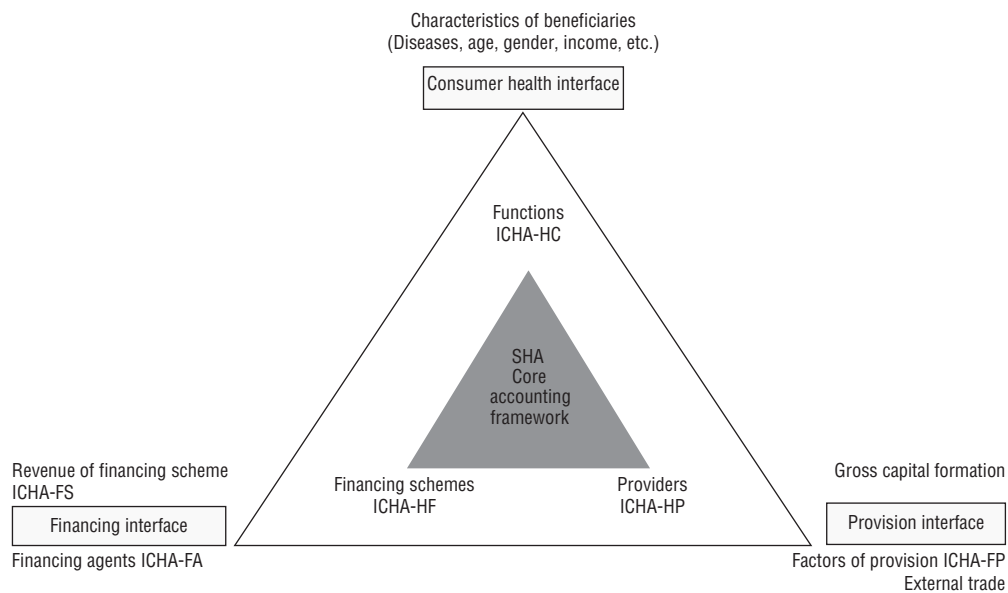 Characteristics of beneficiaries
(Diseases, age, gender, income, etc.)
Consumer health interface
Functions
ICHA-HC
SHA
Core
accounting
framework
Revenue of financing scheme
ICHA-FS
Financing interface
Financing agents ICHA-FA
Financing schemes
ICHA-HF
Providers
ICHA-HP
Gross capital formation
Provision interface
Factors of provision ICHA-FP
External trade